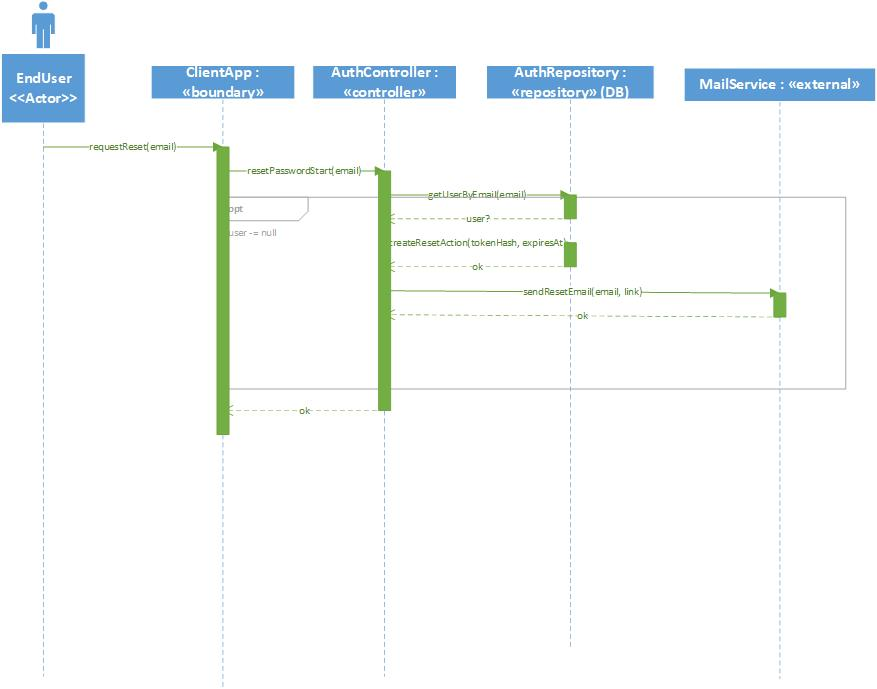 EndUser
<<Actor>>
ClientApp :
«boundary»
AuthController :
«controller»
AuthRepository :
«repository» (DB)
MailService : «external»
requestReset(email)
resetPasswordStart(email)
getUserByEmail(email)
opt
user?
user -= null
createResetAction(tokenHash, expiresAt)
ok
sendResetEmail(email, link)
ok
ok